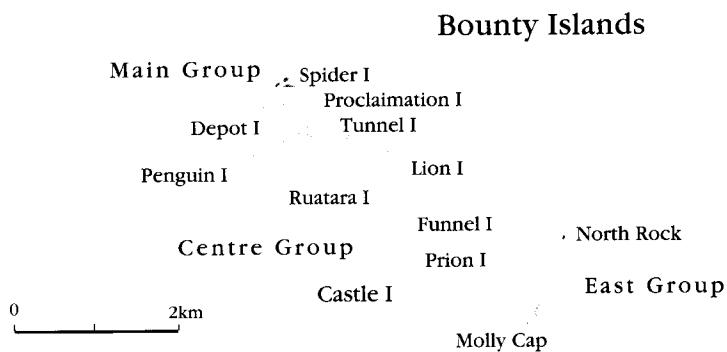 Bounty Islands
Main Group
Spider I
Proclaimation I
Depot I
Tunnel I
Penguin I
Lion I
Ruatara I
Funnel I
North Rock
Centre Group
Prion I
East Group
Castle I
0 2km
Molly Cap